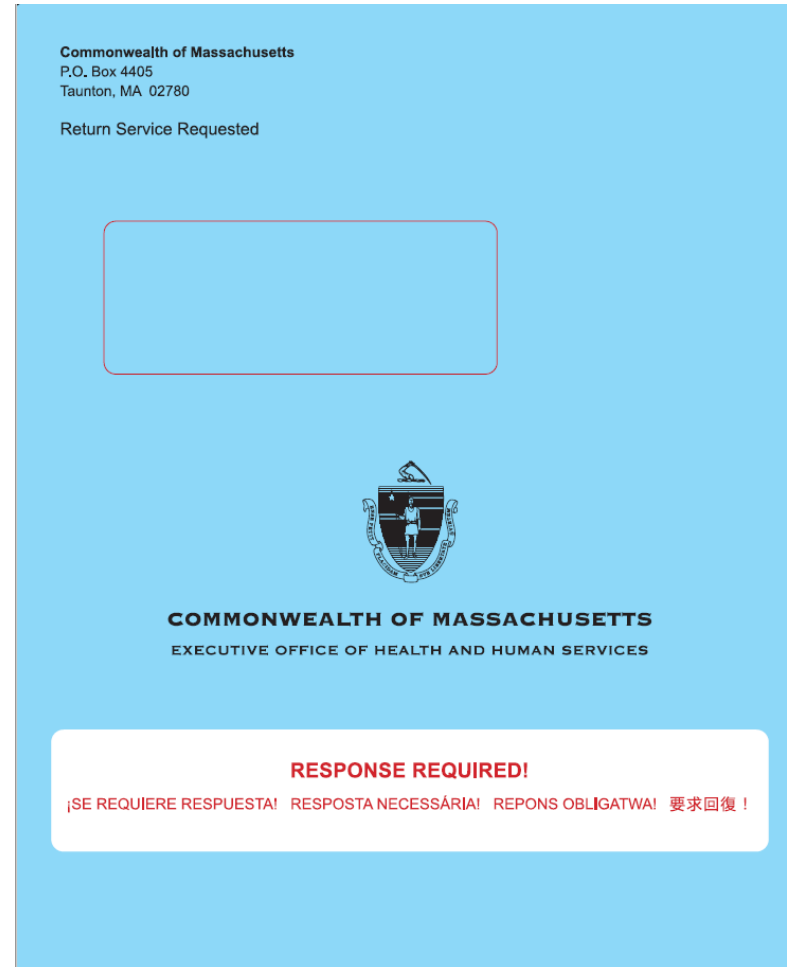 Commonwealth of Massachusetts
P.O. Box 4405
Taunton, MA 02780
Return Service Requested
COMMONWEALTH OF MASSACHUSETTS
EXECUTIVE OFFICE OF HEALTH AND HUMAN SERVICES
RESPONSE REQUIRED!
¡SE REQUIERE RESPUESTA! RESPOSTA NECESSÁRIA! REPONS OBLIGATWA! 要求回復！